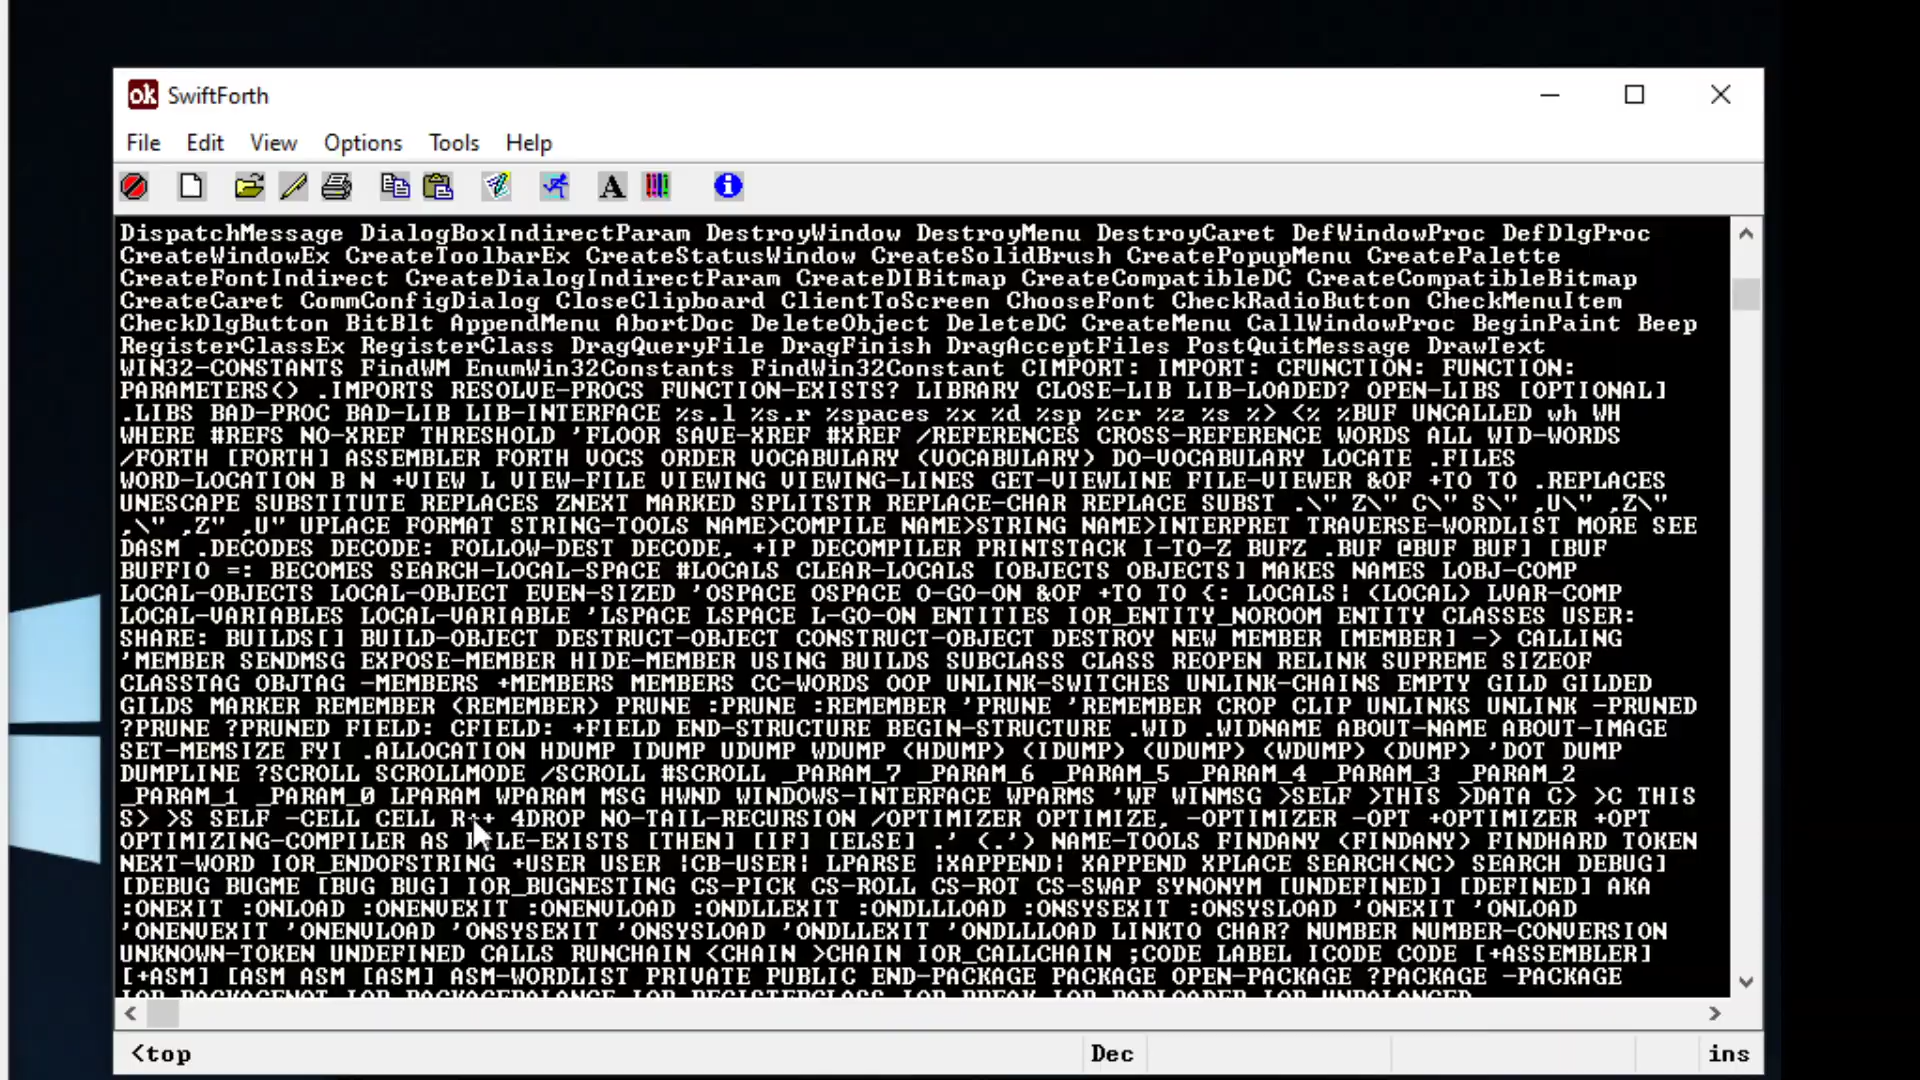 ok SwiftForth
File Edit View Options Tools Help
DispatchMessage DialogBoxIndirectParam DestroyWindow DestroyMenu DestroyCaret DefWindowProc DefDlgProc
CreateWindowEx CreateToolbarEx CreateStatusWindow CreateSolidBrush CreatePopupMenu CreatePalette
CreateFontIndirect CreateDialogIndirectParam CreateDIBitmap CreateCompatibleDC CreateCompatibleBitmap
CreateCaret CommConfigDialog CloseClipboard ClientToScreen ChooseFont CheckRadioButton CheckMenuItem
CheckDlgButton BitBlt AppendMenu AbortDoc DeleteObject DeleteDC CreateMenu CallWindowProc BeginPaint Beep
RegisterClassEx RegisterClass DragQueryFile DragFinish DragAcceptFiles PostQuitMessage DrawText
WIN32-CONSTANTS FindWM EnumWin32Constants FindWin32Constant CIMPORT: IMPORT: CFUNCTION: FUNCTION:
PARAMETERS() .IMPORTS RESOLVE-PROCS FUNCTION-EXISTS? LIBRARY CLOSE-LIB LIB-LOADED? OPEN-LIBS [OPTIONAL]
.LIBS BAD-PROC BAD-LIB LIB-INTERFACE %s.l %s.r %spaces %x %d %sp %cr %z %s %> <% %BUF UNCALLED wh WH
WHERE #REFS NO-XREF THRESHOLD 'FLOOR SAVE-XREF #XREF /REFERENCES CROSS-REFERENCE WORDS ALL WID-WORDS
/FORTH [FORTH] ASSEMBLER FORTH VOCS ORDER VOCABULARY (VOCABULARY) DO-VOCABULARY LOCATE .FILES
WORD-LOCATION B N +VIEW L VIEW-FILE VIEWING VIEWING-LINES GET-VIEWLINE FILE-VIEWER &OF +TO TO .REPLACES
UNESCAPE SUBSTITUTE REPLACES ZNEXT MARKED SPLITSTR REPLACE-CHAR REPLACE SUBST .\" Z\" C\" S\" ,U\" ,Z\"
,\" ,Z" ,U" UPLACE FORMAT STRING-TOOLS NAME>COMPILE NAME>STRING NAME>INTERPRET TRAVERSE-WORDLIST MORE SEE
DASM .DECODES DECODE: FOLLOW-DEST DECODE, +IP DECOMPILER PRINTSTACK I-TO-Z BUFZ .BUF @BUF BUF] [BUF
BUFFIO =: BECOMES SEARCH-LOCAL-SPACE #LOCALS CLEAR-LOCALS [OBJECTS OBJECTS] MAKES NAMES LOBJ-COMP
LOCAL-OBJECTS LOCAL-OBJECT EVEN-SIZED 'OSPACE OSPACE O-GO-ON &OF +TO TO {: LOCALS| (LOCAL) LVAR-COMP
LOCAL-VARIABLES LOCAL-VARIABLE 'LSPACE LSPACE L-GO-ON ENTITIES IOR_ENTITY_NOROOM ENTITY CLASSES USER:
SHARE: BUILDS[] BUILD-OBJECT DESTRUCT-OBJECT CONSTRUCT-OBJECT DESTROY NEW MEMBER [MEMBER] -> CALLING
'MEMBER SENDMSG EXPOSE-MEMBER HIDE-MEMBER USING BUILDS SUBCLASS CLASS REOPEN RELINK SUPREME SIZEOF
CLASSTAG OBJTAG -MEMBERS +MEMBERS MEMBERS CC-WORDS OOP UNLINK-SWITCHES UNLINK-CHAINS EMPTY GILD GILDED
GILDS MARKER REMEMBER (REMEMBER) PRUNE :PRUNE :REMEMBER 'PRUNE 'REMEMBER CROP CLIP UNLINKS UNLINK -PRUNED
?PRUNE ?PRUNED FIELD: CFIELD: +FIELD END-STRUCTURE BEGIN-STRUCTURE .WID .WIDNAME ABOUT-NAME ABOUT-IMAGE
SET-MEMSIZE FYI .ALLOCATION HDUMP IDUMP UDUMP WDUMP (HDUMP) (IDUMP) (UDUMP) (WDUMP) (DUMP) 'DOT DUMP
DUMPLINE ?SCROLL SCROLLMODE /SCROLL #SCROLL _PARAM_7 _PARAM_6 _PARAM_5 _PARAM_4 _PARAM_3 _PARAM_2
_PARAM_1 _PARAM_0 LPARAM WPARAM MSG HWND WINDOWS-INTERFACE WPARMS 'WF WINMSG >SELF >THIS >DATA C> >C THIS
S> >S SELF -CELL CELL 4DROP NO-TAIL-RECURSION /OPTIMIZER OPTIMIZE, -OPTIMIZER -OPT +OPTIMIZER +OPT
OPTIMIZING-COMPILER AS FILE-EXISTS [THEN] [IF] [ELSE] .' (.') NAME-TOOLS FINDANY (FINDANY) FINDHARD TOKEN
NEXT-WORD IOR_ENDOFSTRING +USER USER |CB-USER| LPARSE |XAPPEND| XAPPEND XPLACE SEARCH(NC) SEARCH DEBUG]
[DEBUG BUGME [BUG BUG] IOR_BUGNESTING CS-PICK CS-ROLL CS-ROT CS-SWAP SYNONYM [UNDEFINED] [DEFINED] AKA
:ONEXIT :ONLOAD :ONENVEXIT :ONENVLOAD :ONDLLEXIT :ONDLLLOAD :ONSYSEXIT :ONSYSLOAD 'ONEXIT 'ONLOAD
'ONENVEXIT 'ONENVLOAD 'ONSYSEXIT 'ONSYSLOAD 'ONDLLEXIT 'ONDLLLOAD LINKTO CHAR? NUMBER NUMBER-CONVERSION
UNKNOWN-TOKEN UNDEFINED CALLS RUNCHAIN <CHAIN >CHAIN IOR_CALLCHAIN ;CODE LABEL ICODE CODE [+ASSEMBLER]
[+ASM] [ASM ASM [ASM] ASM-WORDLIST PRIVATE PUBLIC END-PACKAGE PACKAGE OPEN-PACKAGE ?PACKAGE -PACKAGE
<top Dec ins